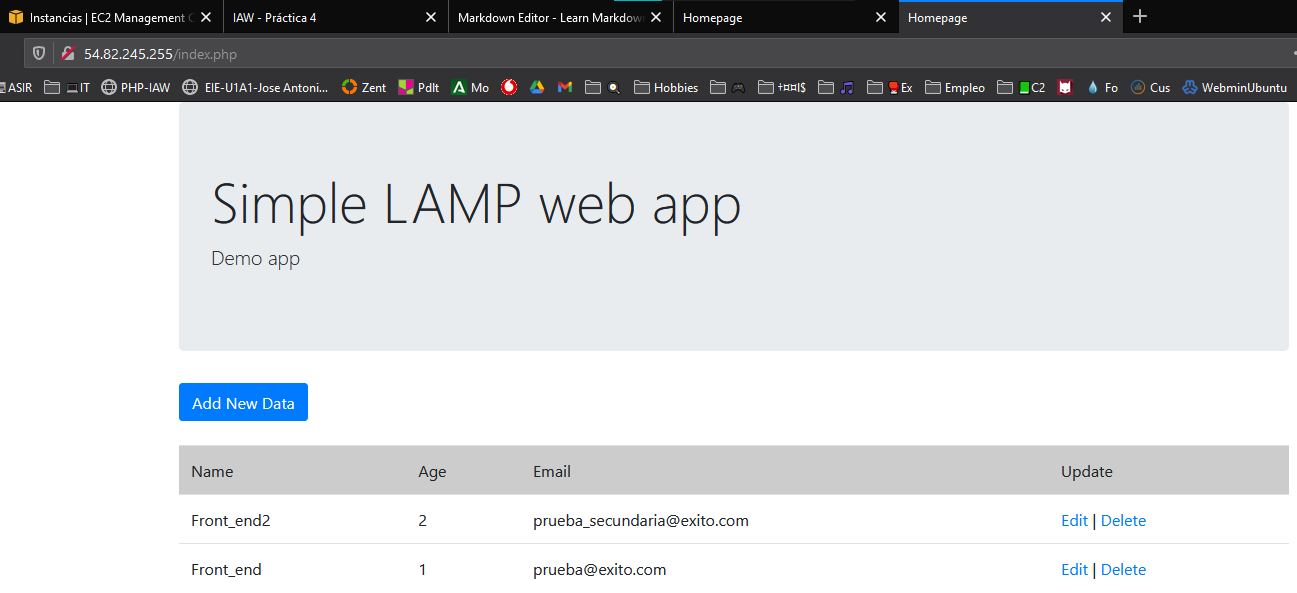 Instancias | EC2 Management C
IAW - Práctica 4
Markdown Editor - Learn Markdow
Homepage
Homepage
54.82.245.255/index.php
ASIR
IT
PHP-IAW
EIE-U1A1-Jose Antoni...
Zent
Pdlt
Mo
Hobbies
Ex
Empleo
C2
Fo
Cus
WebminUbuntu
Simple LAMP web app
Demo app
Add New Data
Name Age Email Update
Front_end2 2 prueba_secundaria@exito.com Edit | Delete
Front_end 1 prueba@exito.com Edit | Delete